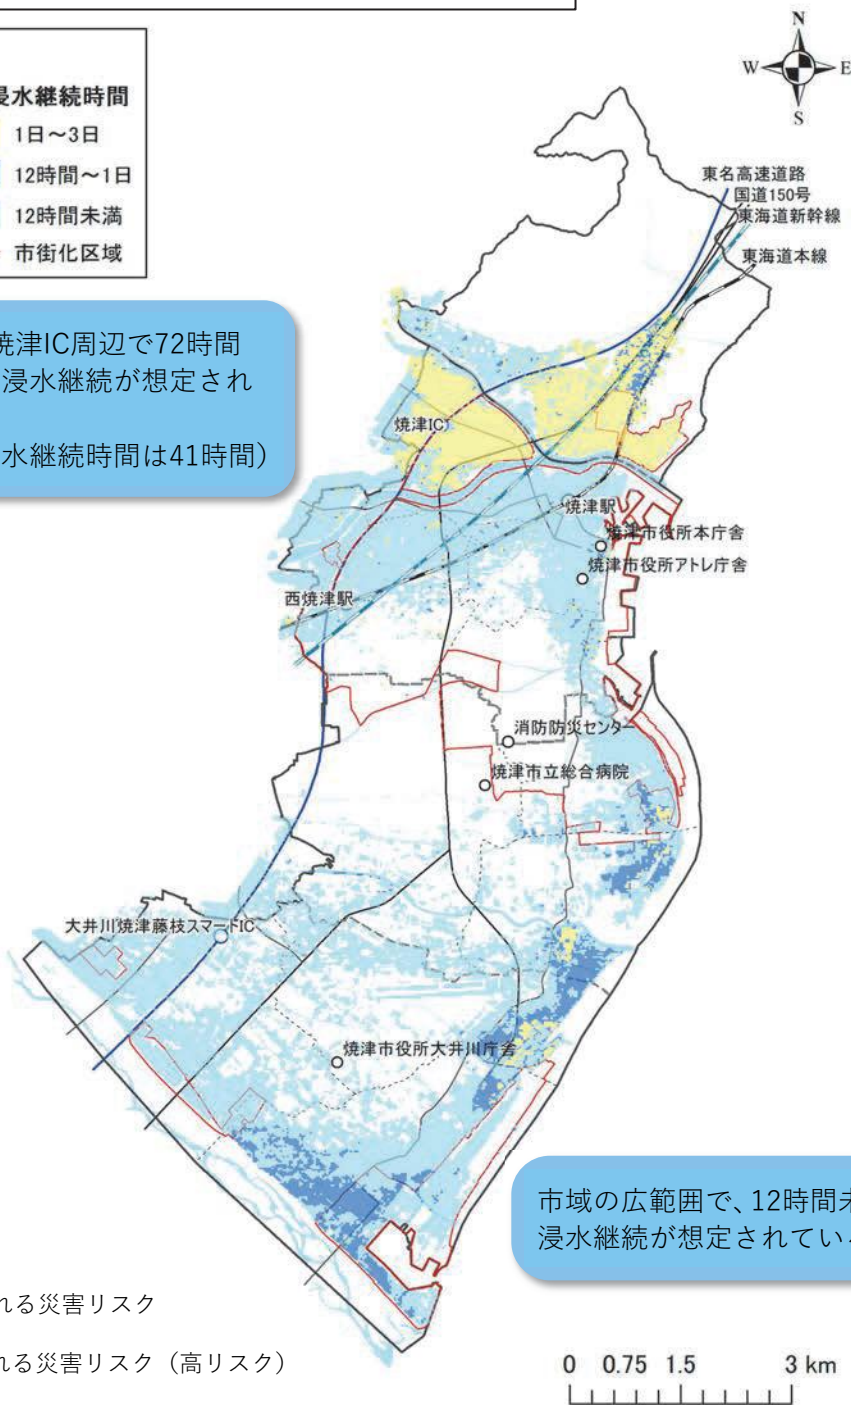 N
W E
S
浸水継続時間
1日～3日
12時間～1日
12時間未満
市街化区域
東名高速道路
国道150号
東海道新幹線
東海道本線
焼津IC周辺で72時間
浸水継続が想定され
水継続時間は41時間）
焼津IC
焼津駅
焼津市役所本庁舎
焼津市役所アトレ庁舎
西焼津駅
消防防災センター
焼津市立総合病院
大井川焼津藤枝スマートIC
焼津市役所大井川庁舎
市域の広範囲で、12時間未
浸水継続が想定されてい
れる災害リスク
れる災害リスク（高リスク）
0 0.75 1.5 3 km